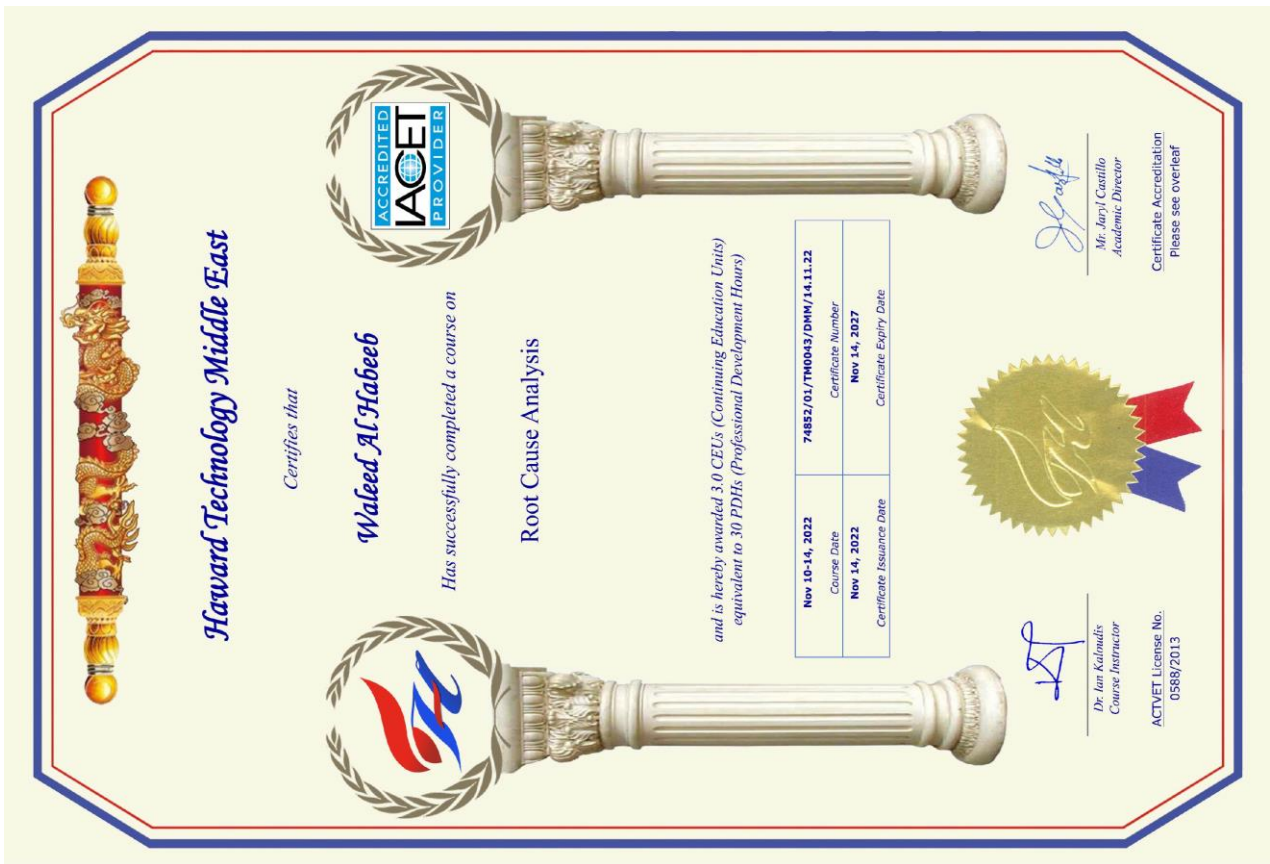 Haward Technology Middle East
Certifies that
Waleed Al Habeeb
ACCREDITED
IACET
PROVIDER
Has successfully completed a course on
Root Cause Analysis
and is hereby awarded 3.0 CEUs (Continuing Education Units)
equivalent to 30 PDHs (Professional Development Hours)
Nov 10-14, 2022
Course Date
74852/01/TM0043/DMM/14.11.22
Certificate Number
Nov 14, 2022
Certificate Issuance Date
Nov 14, 2027
Certificate Expiry Date
Dr. Ian Kaloudis
Course Instructor
Mr. Jaryl Castillo
Academic Director
ACTVET License No.
0588/2013
Certificate Accreditation
Please see overleaf